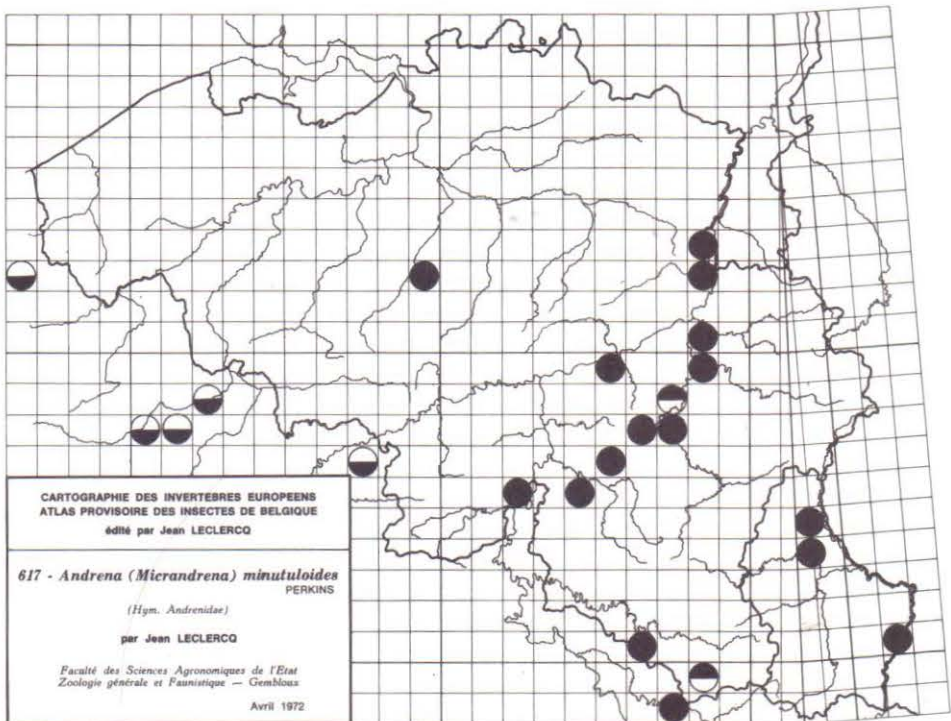 CARTOGRAPHIE DES INVERTEBRES EUROPEENS
ATLAS PROVISOIRE DES INSECTES DE BELGIQUE
édité par Jean LECLERCQ
617 - Andrena (Micrandrena) minutuloides
PERKINS
(Hym. Andrenidae)
par Jean LECLERCQ
Faculté des Sciences Agronomiques de l'Etat
Zoologie générale et Faunistique — Gembloux
Avril 1972